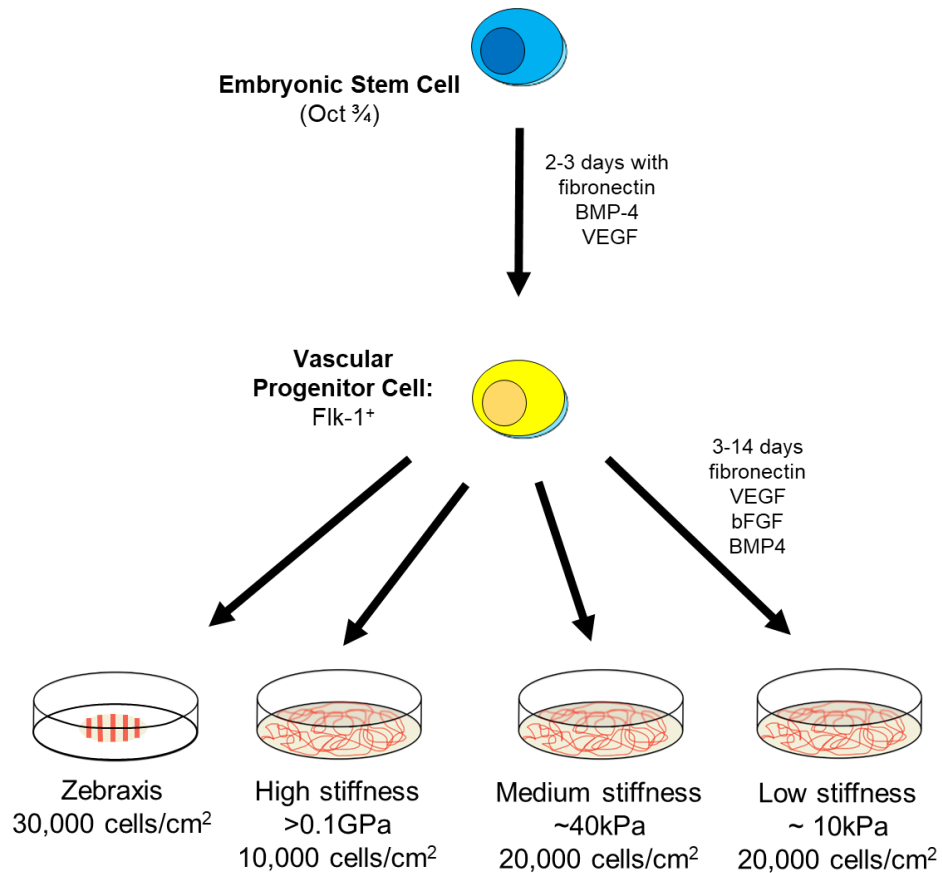 Embryonic Stem Cell
(Oct ¾)
2-3 days with
fibronectin
BMP-4
VEGF
Vascular
Progenitor Cell:
Flk-1⁺
3-14 days
fibronectin
VEGF
bFGF
BMP4
Zebraxis
30,000 cells/cm²
High stiffness
>0.1GPa
10,000 cells/cm²
Medium stiffness
~40kPa
20,000 cells/cm²
Low stiffness
~ 10kPa
20,000 cells/cm²